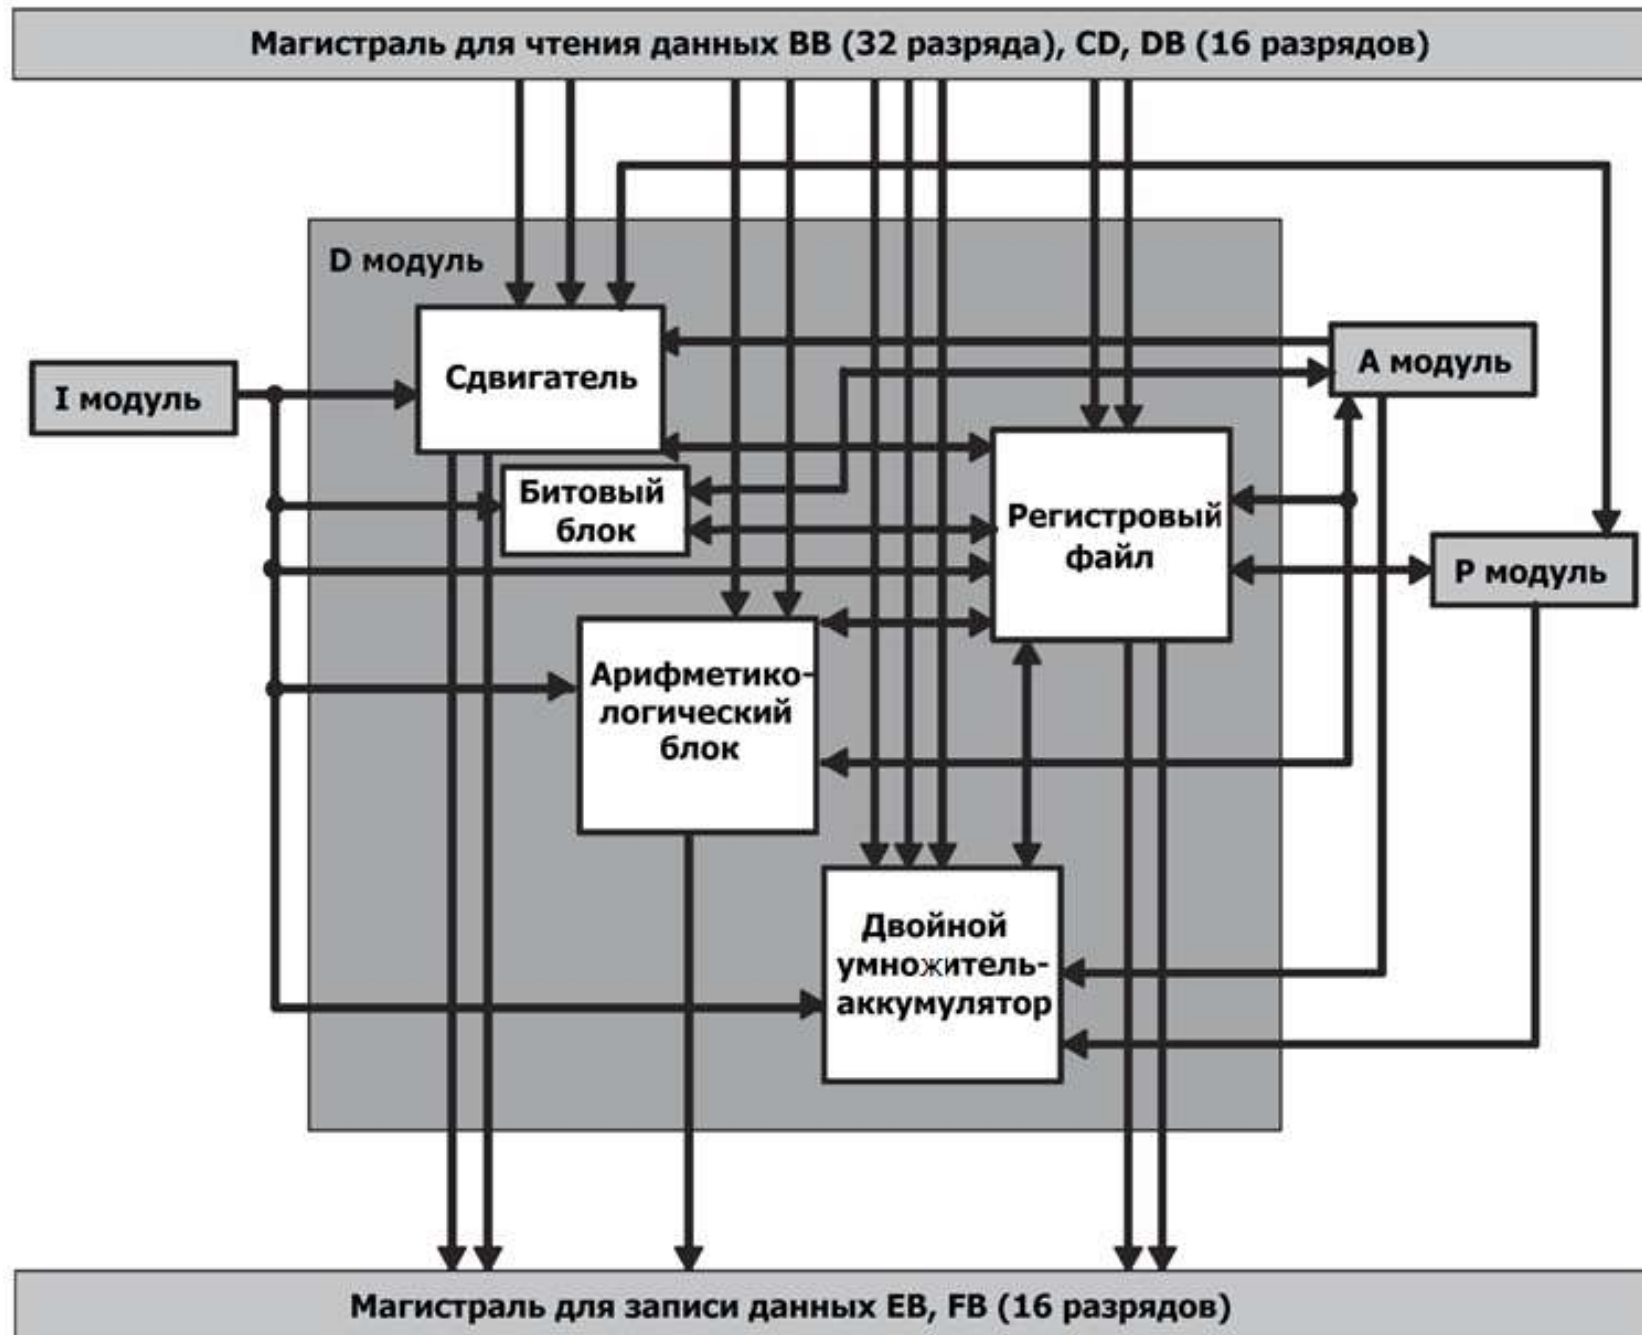 Магистраль для чтения данных BB (32 разряда), CD, DB (16 разрядов)
D модуль
Сдвигатель
A модуль
I модуль
Битовый
блок
Регистровый
файл
P модуль
Арифметико-
логический
блок
Двойной
умножитель-
аккумулятор
Магистраль для записи данных EB, FB (16 разрядов)